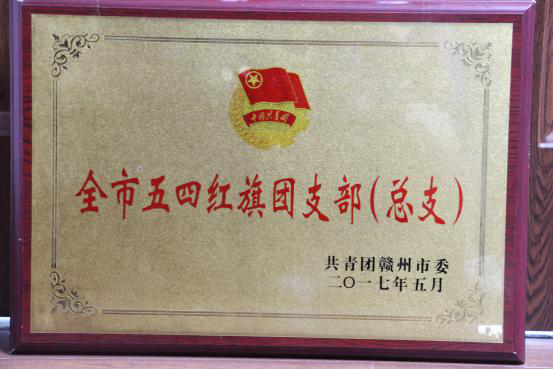 中国共青团
全市五四红旗团支部(总支)
共青团赣州市委
二〇一七年五月